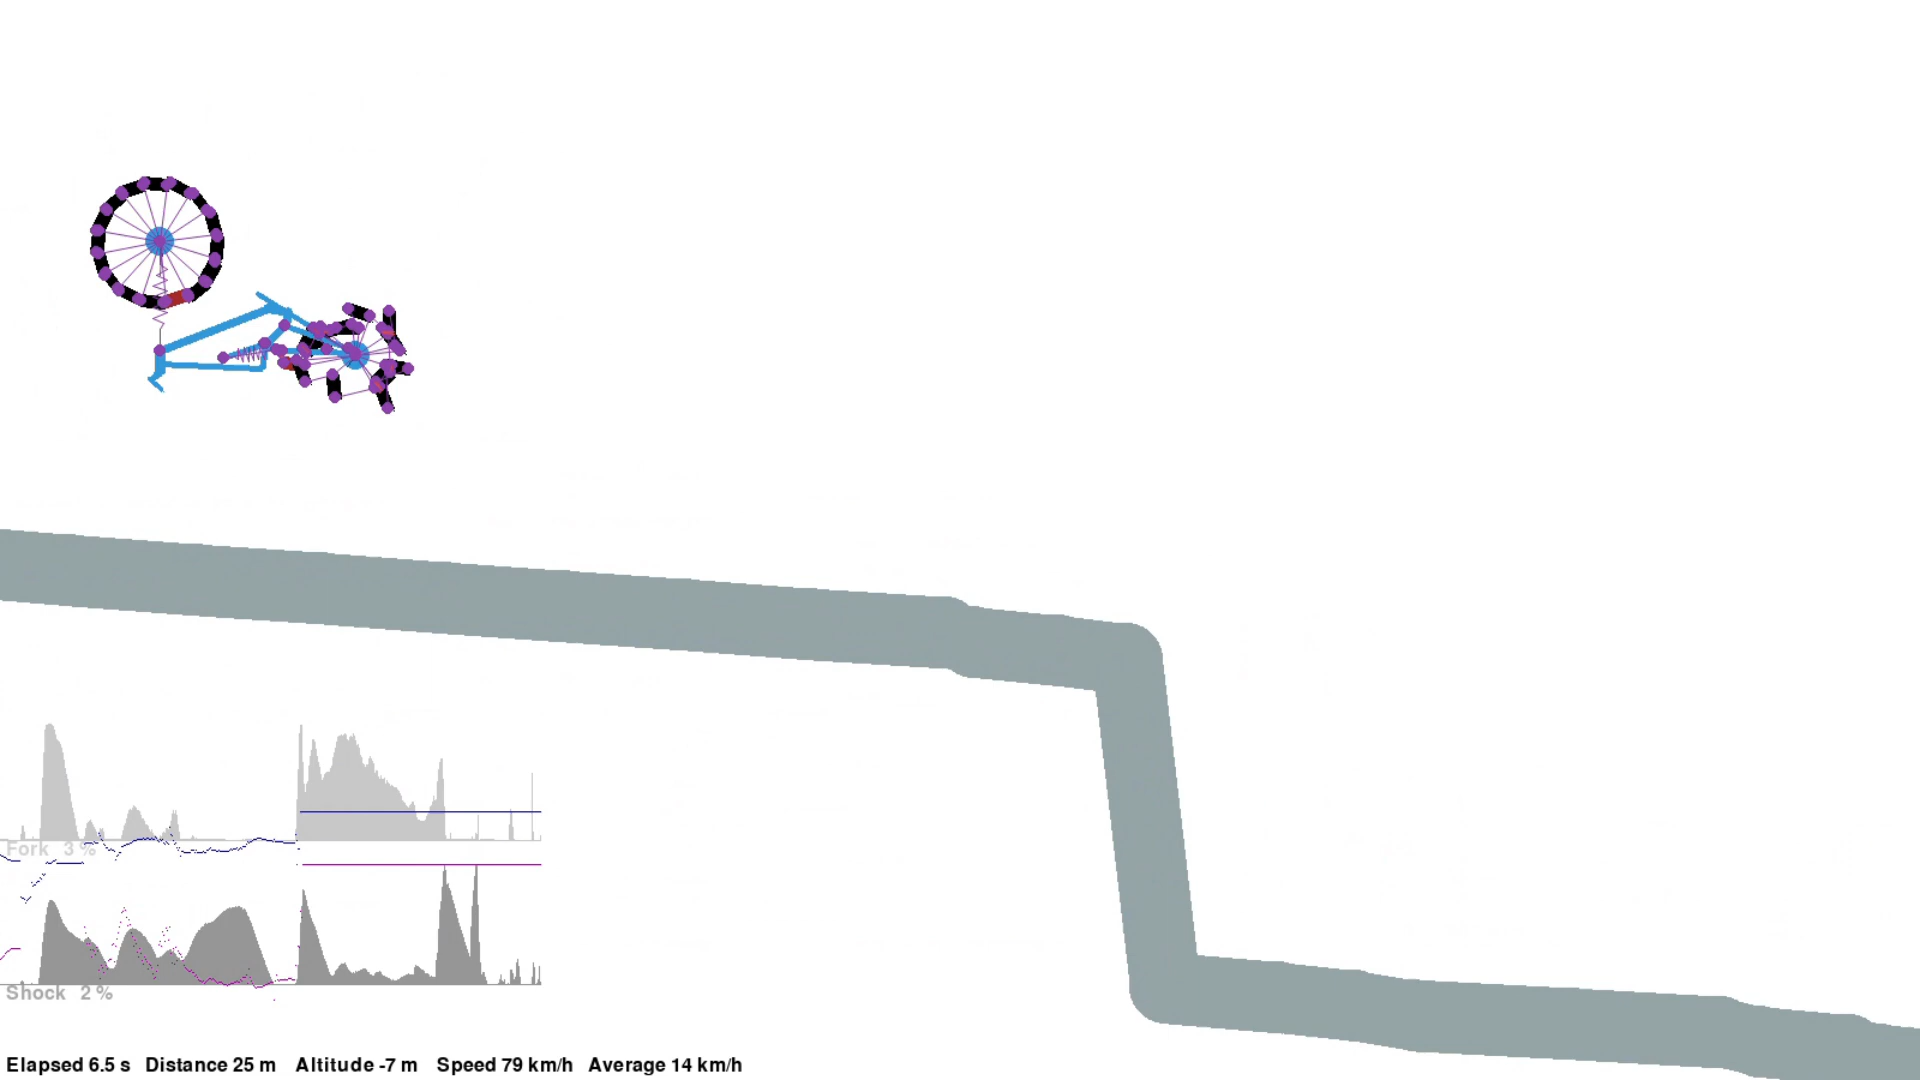 Fork 3 %
Shock 2 %
Elapsed 6.5 s Distance 25 m Altitude -7 m Speed 79 km/h Average 14 km/h